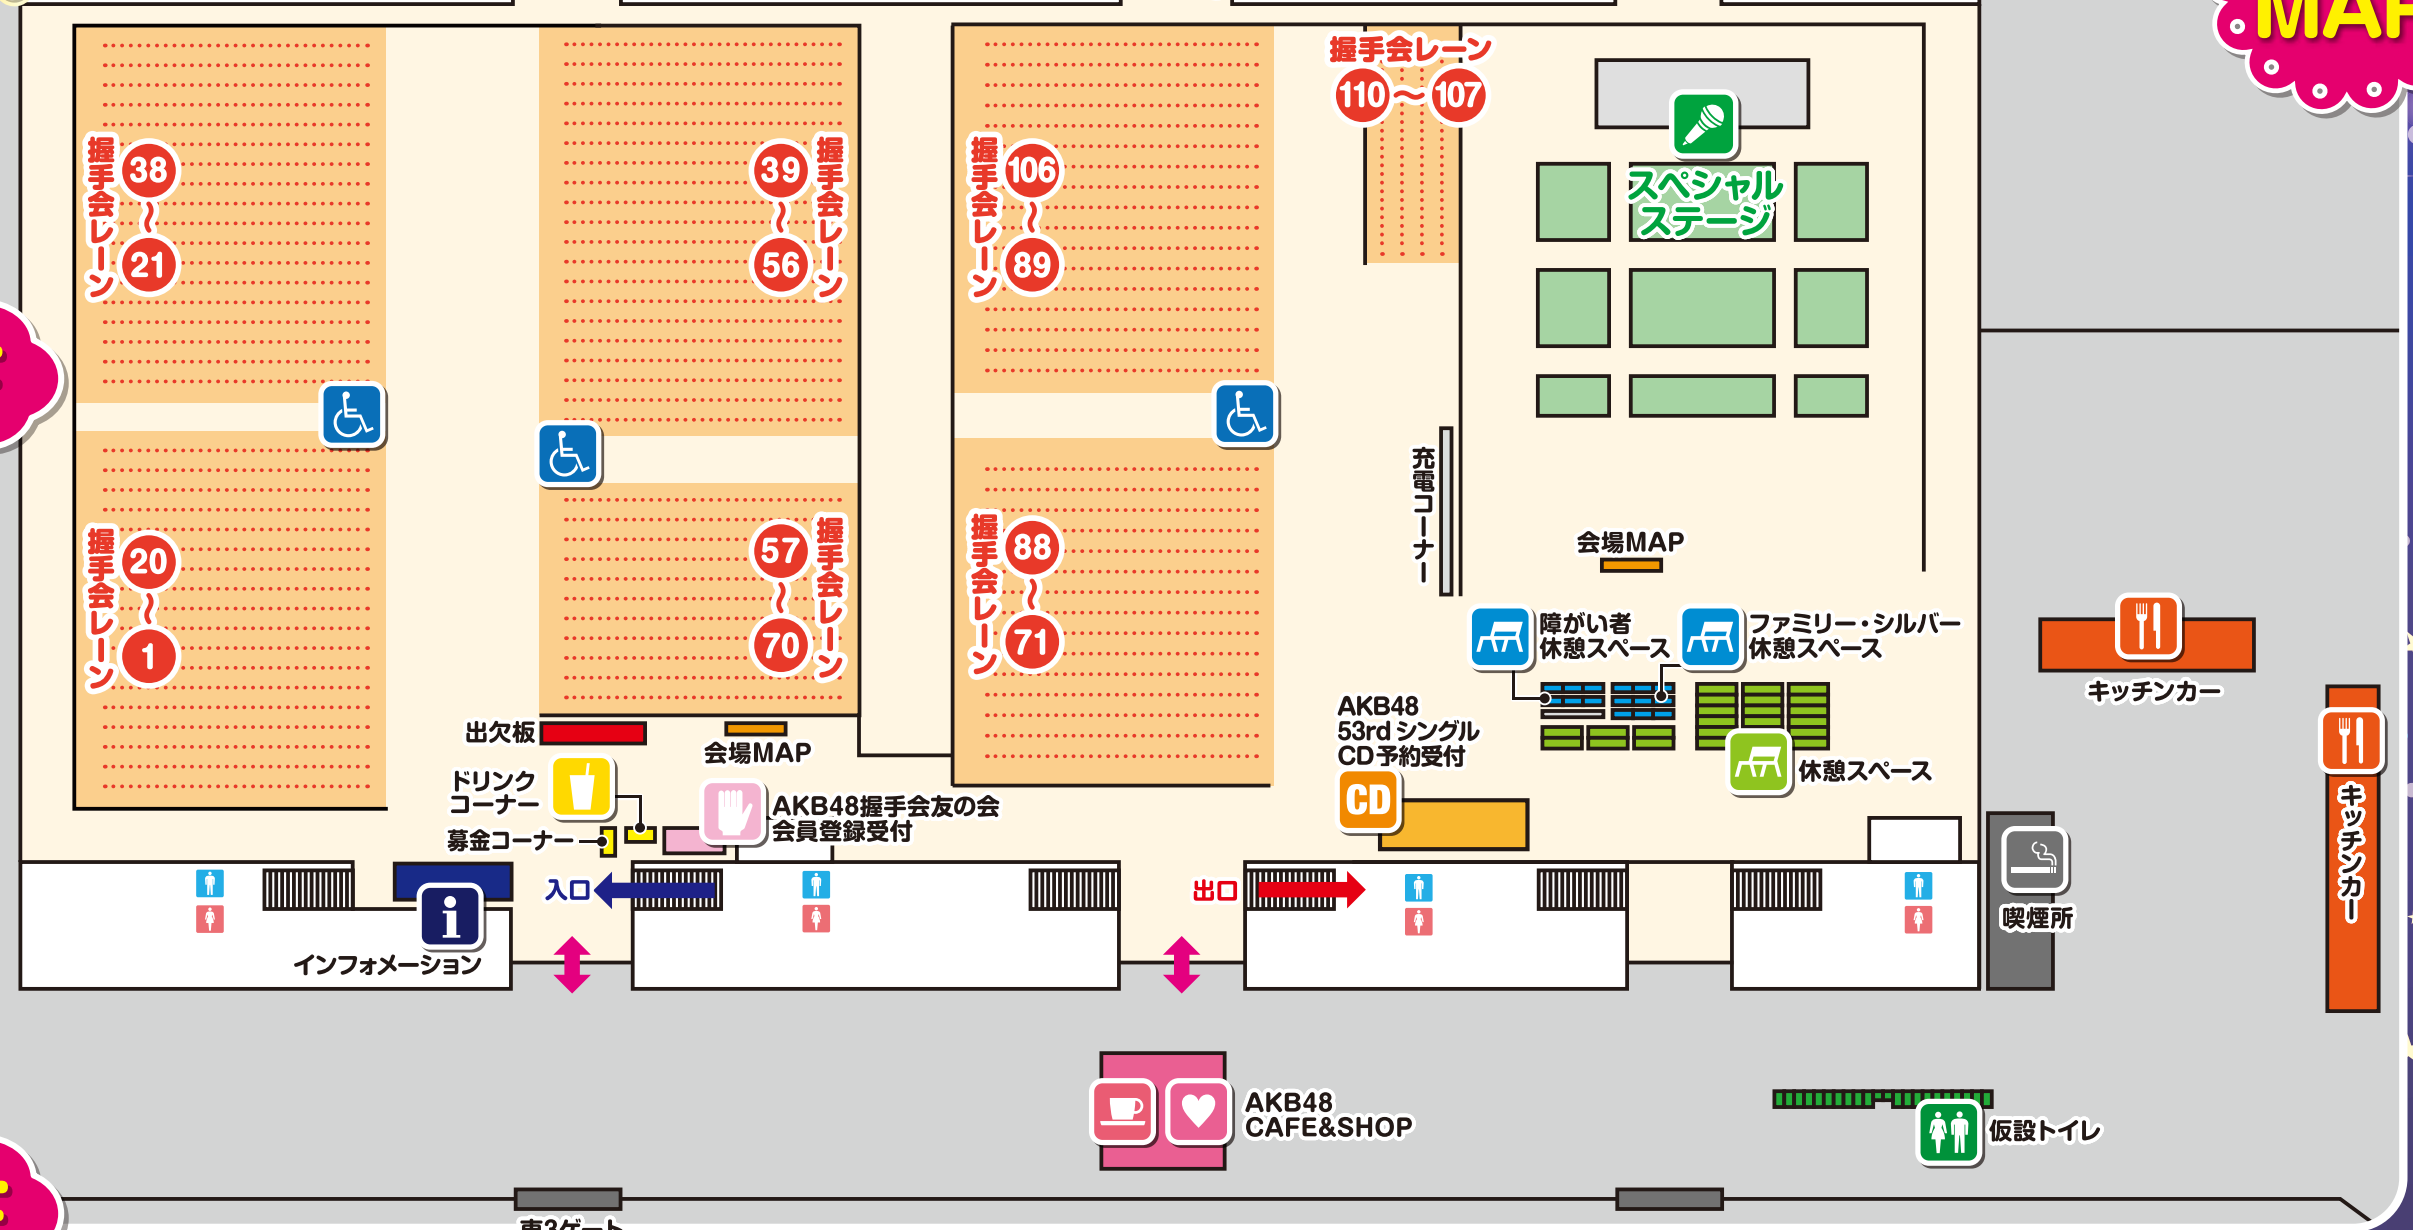 MAP
握手会レーン
110〜107
握手会レーン
38〜21
39〜56
握手会レーン
握手会レーン
106〜89
スペシャル
ステージ
握手会レーン
20〜1
57〜70
握手会レーン
握手会レーン
88〜71
充電コーナー
会場MAP
障がい者
休憩スペース
ファミリー・シルバー
休憩スペース
キッチンカー
出欠板
会場MAP
AKB48
53rd シングル
CD予約受付
CD
休憩スペース
ドリンク
コーナー
AKB48握手会友の会
会員登録受付
募金コーナー
キッチンカー
入口
出口
喫煙所
i
インフォメーション
AKB48
CAFE&SHOP
仮設トイレ
東3ゲート